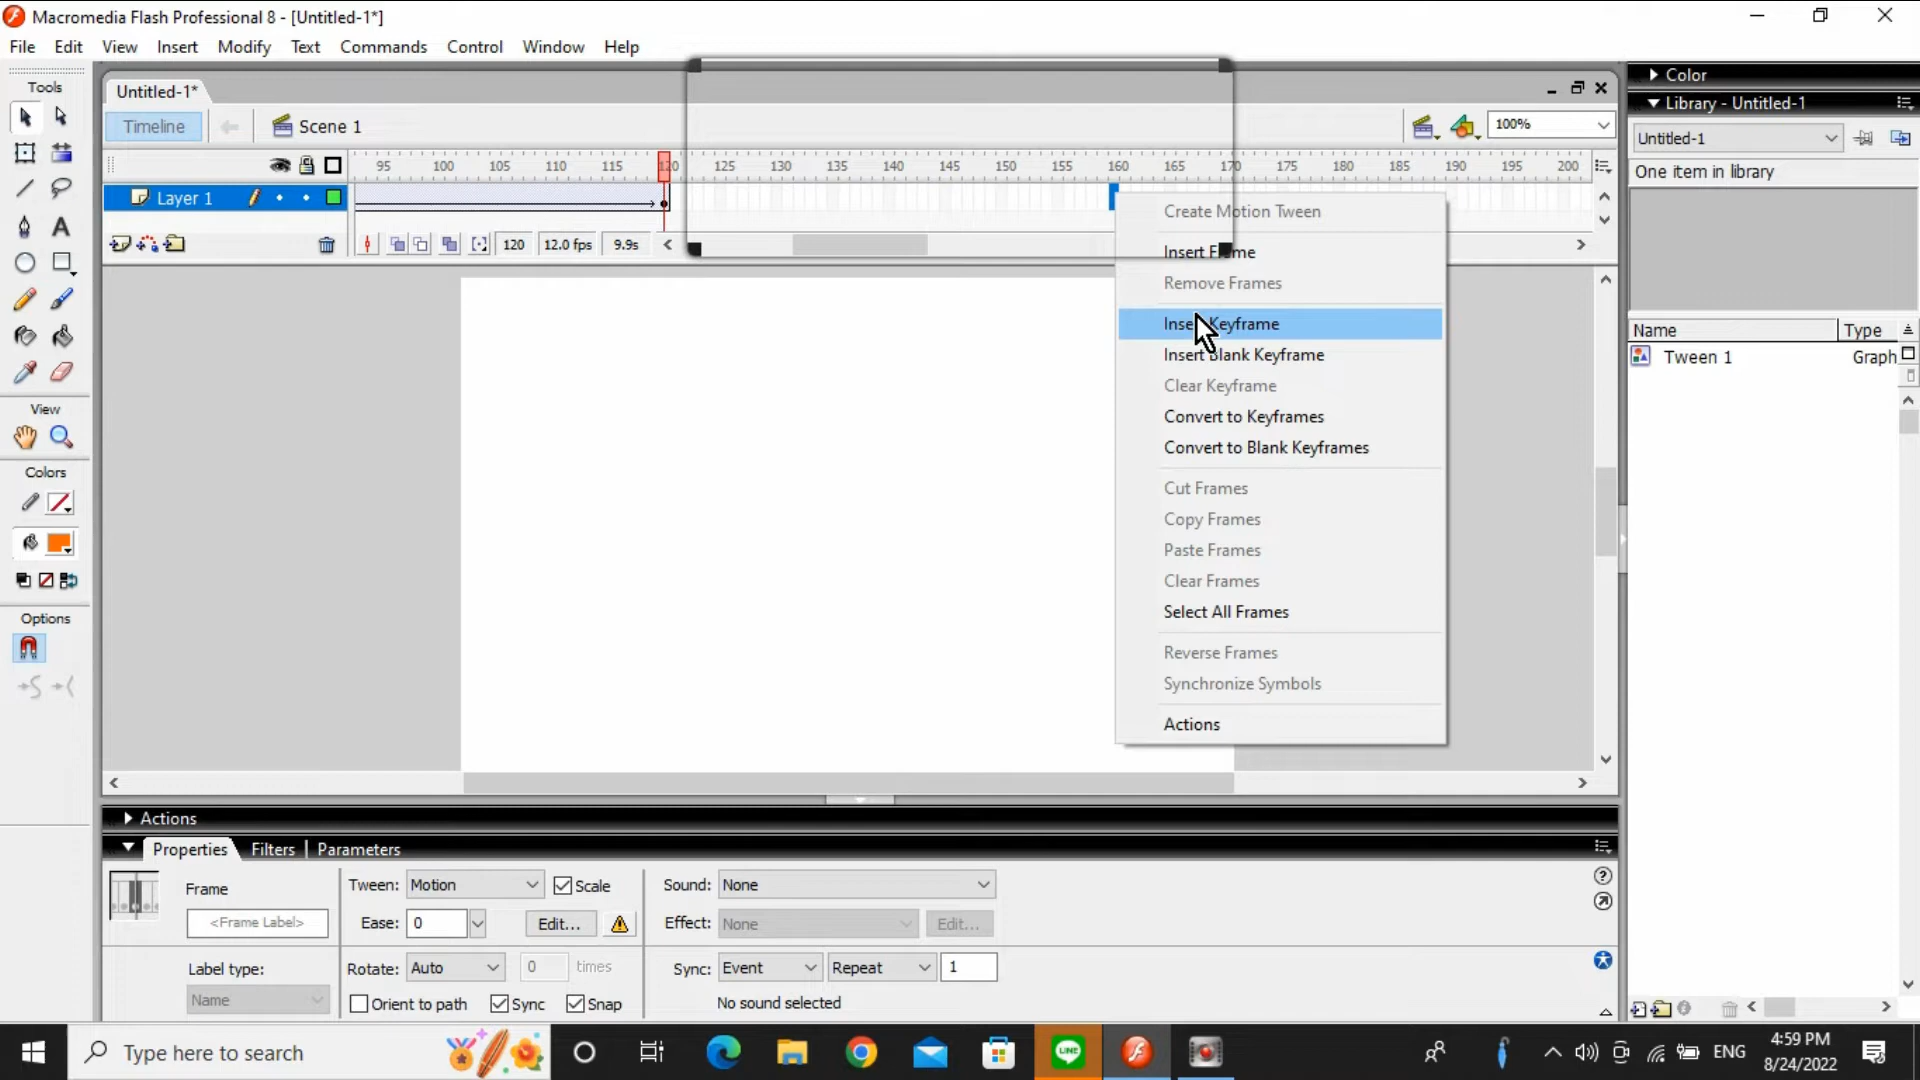 Macromedia Flash Professional 8 - [Untitled-1*]
File Edit View Insert Modify Text Commands Control Window Help
Tools
Untitled-1*
Color
Library - Untitled-1
Timeline
Scene 1
100%
Untitled-1
95 100 105 110 115 120 125 130 135 140 145 150 155 160 165 170 175 180 185 190 195 200
One item in library
Layer 1
120 12.0 fps 9.9s
Create Motion Tween
Insert Frame
Remove Frames
Insert Keyframe
Insert Blank Keyframe
Clear Keyframe
Convert to Keyframes
Convert to Blank Keyframes
Cut Frames
Copy Frames
Paste Frames
Clear Frames
Select All Frames
Reverse Frames
Synchronize Symbols
Actions
Name Type
Tween 1 Graph
View
Colors
Options
Actions
Properties Filters Parameters
Frame
<Frame Label>
Label type:
Name
Tween: Motion Scale
Ease: 0 Edit...
Rotate: Auto 0 times
Orient to path Sync Snap
Sound: None
Effect: None Edit...
Sync: Event Repeat 1
No sound selected
Type here to search
LINE
ENG
4:59 PM
8/24/2022